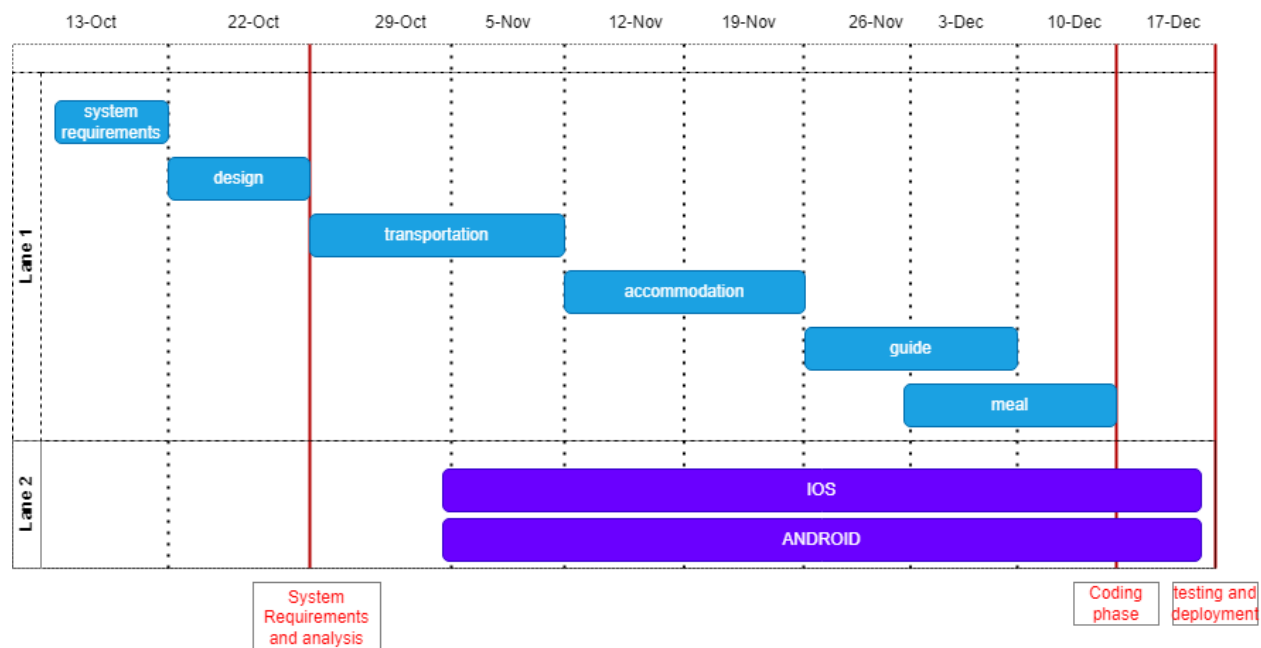 13-Oct
22-Oct
29-Oct
5-Nov
12-Nov
19-Nov
26-Nov
3-Dec
10-Dec
17-Dec
Lane 1
system
requirements
design
transportation
accommodation
guide
meal
Lane 2
IOS
ANDROID
System
Requirements
and analysis
Coding
phase
testing and
deployment